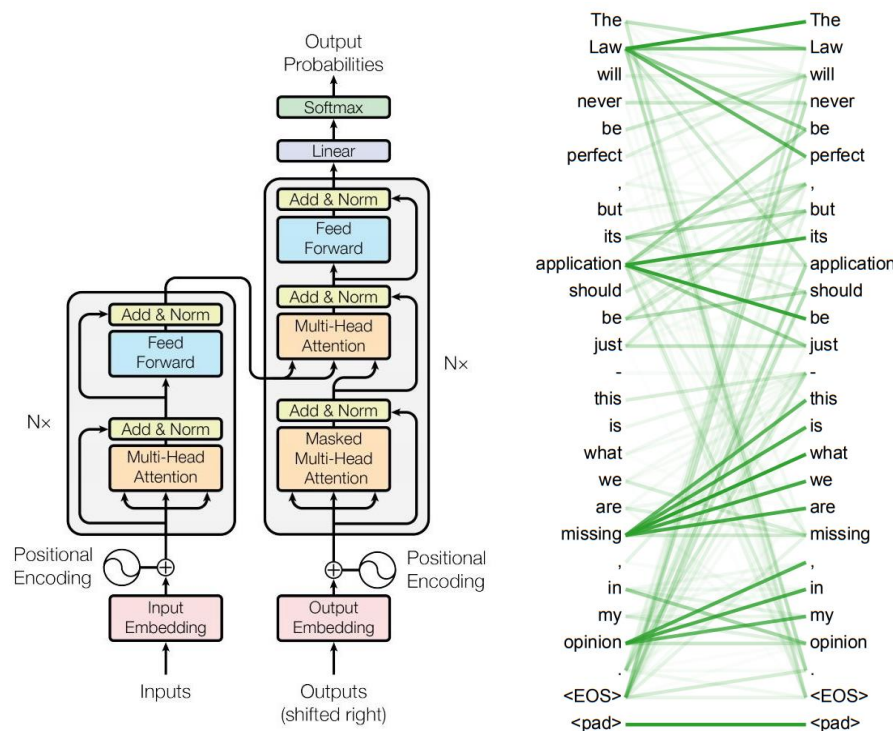 Output
Probabilities
Softmax
Linear
Add & Norm
Feed
Forward
Add & Norm
Multi-Head
Attention
Nx
Add & Norm
Masked
Multi-Head
Attention
Positional
Encoding
Output
Embedding
Outputs
(shifted right)
Add & Norm
Feed
Forward
Nx
Add & Norm
Multi-Head
Attention
Positional
Encoding
Input
Embedding
Inputs
The
Law
will
never
be
perfect
,
but
its
application
should
be
just
-
this
is
what
we
are
missing
,
in
my
opinion
.
<EOS>
<pad>
The
Law
will
never
be
perfect
,
but
its
application
should
be
just
-
this
is
what
we
are
missing
,
in
my
opinion
.
<EOS>
<pad>